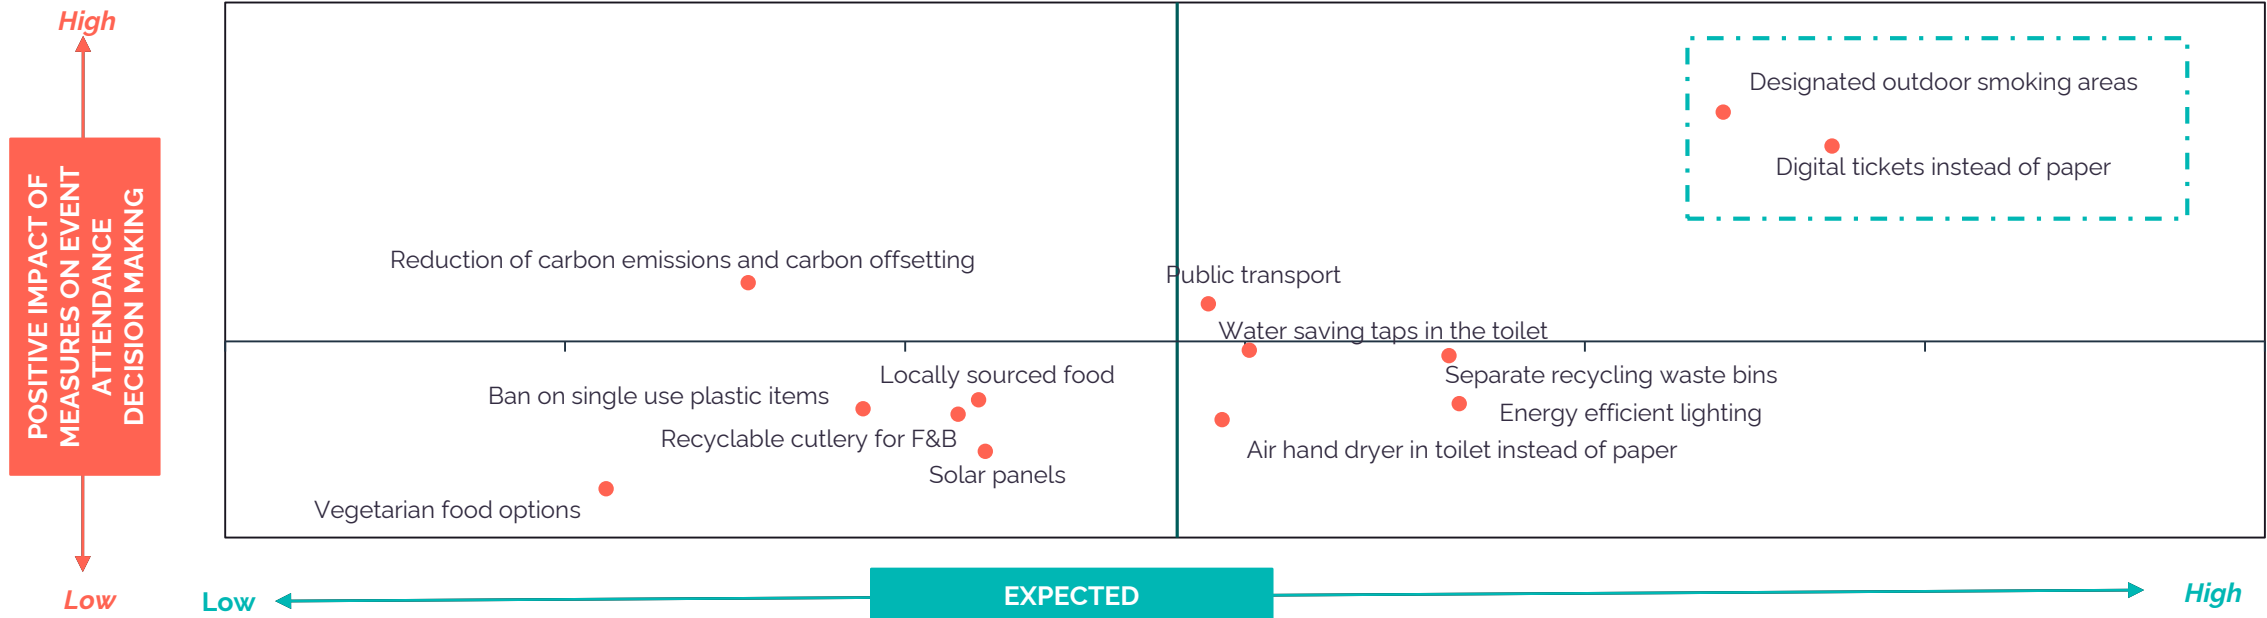 High
POSITIVE IMPACT OF
MEASURES ON EVENT
ATTENDANCE
DECISION MAKING
Low
Designated outdoor smoking areas
Digital tickets instead of paper
Reduction of carbon emissions and carbon offsetting
Public transport
Water saving taps in the toilet
Locally sourced food
Separate recycling waste bins
Ban on single use plastic items
Energy efficient lighting
Recyclable cutlery for F&B
Air hand dryer in toilet instead of paper
Solar panels
Vegetarian food options
Low
EXPECTED
High